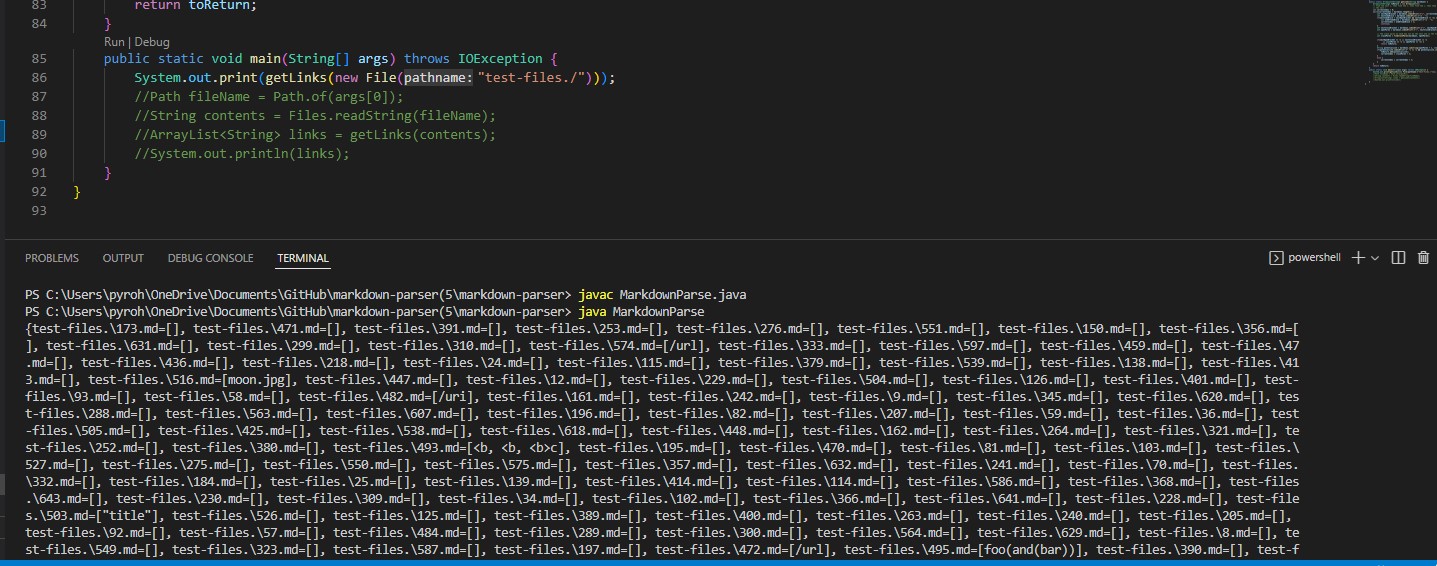 83 return toReturn;
84 }
Run | Debug
85 public static void main(String[] args) throws IOException {
86 System.out.print(getLinks(new File(pathname: "test-files./")));
87 //Path fileName = Path.of(args[0]);
88 //String contents = Files.readString(fileName);
89 //ArrayList<String> links = getLinks(contents);
90 //System.out.println(links);
91 }
92 }
93
PROBLEMS OUTPUT DEBUG CONSOLE TERMINAL powershell
PS C:\Users\pyroh\OneDrive\Documents\GitHub\markdown-parser(5\markdown-parser> javac MarkdownParse.java
PS C:\Users\pyroh\OneDrive\Documents\GitHub\markdown-parser(5\markdown-parser> java MarkdownParse
{test-files.\173.md=[], test-files.\471.md=[], test-files.\391.md=[], test-files.\253.md=[], test-files.\276.md=[], test-files.\551.md=[], test-files.\150.md=[], test-files.\356.md=[
], test-files.\631.md=[], test-files.\299.md=[], test-files.\310.md=[], test-files.\574.md=[/url], test-files.\333.md=[], test-files.\597.md=[], test-files.\459.md=[], test-files.\47
.md=[], test-files.\436.md=[], test-files.\218.md=[], test-files.\24.md=[], test-files.\115.md=[], test-files.\379.md=[], test-files.\539.md=[], test-files.\138.md=[], test-files.\41
3.md=[], test-files.\516.md=[moon.jpg], test-files.\447.md=[], test-files.\12.md=[], test-files.\229.md=[], test-files.\504.md=[], test-files.\126.md=[], test-files.\401.md=[], test-
files.\93.md=[], test-files.\58.md=[], test-files.\482.md=[/uri], test-files.\161.md=[], test-files.\242.md=[], test-files.\9.md=[], test-files.\345.md=[], test-files.\620.md=[], tes
t-files.\288.md=[], test-files.\563.md=[], test-files.\607.md=[], test-files.\196.md=[], test-files.\82.md=[], test-files.\207.md=[], test-files.\59.md=[], test-files.\36.md=[], test
-files.\505.md=[], test-files.\425.md=[], test-files.\538.md=[], test-files.\618.md=[], test-files.\448.md=[], test-files.\162.md=[], test-files.\264.md=[], test-files.\321.md=[], te
st-files.\252.md=[], test-files.\380.md=[], test-files.\493.md=[<b, <b, <b>c], test-files.\195.md=[], test-files.\470.md=[], test-files.\81.md=[], test-files.\103.md=[], test-files.\
527.md=[], test-files.\275.md=[], test-files.\550.md=[], test-files.\575.md=[], test-files.\357.md=[], test-files.\632.md=[], test-files.\241.md=[], test-files.\70.md=[], test-files.
\332.md=[], test-files.\184.md=[], test-files.\25.md=[], test-files.\139.md=[], test-files.\414.md=[], test-files.\114.md=[], test-files.\586.md=[], test-files.\368.md=[], test-files
.\643.md=[], test-files.\230.md=[], test-files.\309.md=[], test-files.\34.md=[], test-files.\102.md=[], test-files.\366.md=[], test-files.\641.md=[], test-files.\228.md=[], test-file
s.\503.md=["title"], test-files.\526.md=[], test-files.\125.md=[], test-files.\389.md=[], test-files.\400.md=[], test-files.\263.md=[], test-files.\240.md=[], test-files.\205.md=[],
test-files.\92.md=[], test-files.\57.md=[], test-files.\484.md=[], test-files.\289.md=[], test-files.\300.md=[], test-files.\564.md=[], test-files.\629.md=[], test-files.\8.md=[], te
st-files.\549.md=[], test-files.\323.md=[], test-files.\587.md=[], test-files.\197.md=[], test-files.\472.md=[/url], test-files.\495.md=[foo(and(bar))], test-files.\390.md=[], test-f